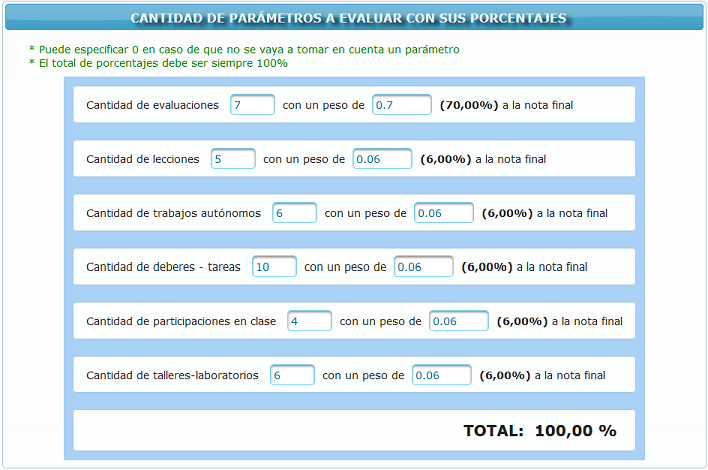 CANTIDAD DE PARÁMETROS A EVALUAR CON SUS PORCENTAJES
* Puede especificar 0 en caso de que no se vaya a tomar en cuenta un parámetro
* El total de porcentajes debe ser siempre 100%
Cantidad de evaluaciones 7 con un peso de 0.7 (70,00%) a la nota final
Cantidad de lecciones 5 con un peso de 0.06 (6,00%) a la nota final
Cantidad de trabajos autónomos 6 con un peso de 0.06 (6,00%) a la nota final
Cantidad de deberes - tareas 10 con un peso de 0.06 (6,00%) a la nota final
Cantidad de participaciones en clase 4 con un peso de 0.06 (6,00%) a la nota final
Cantidad de talleres-laboratorios 6 con un peso de 0.06 (6,00%) a la nota final
TOTAL: 100,00 %